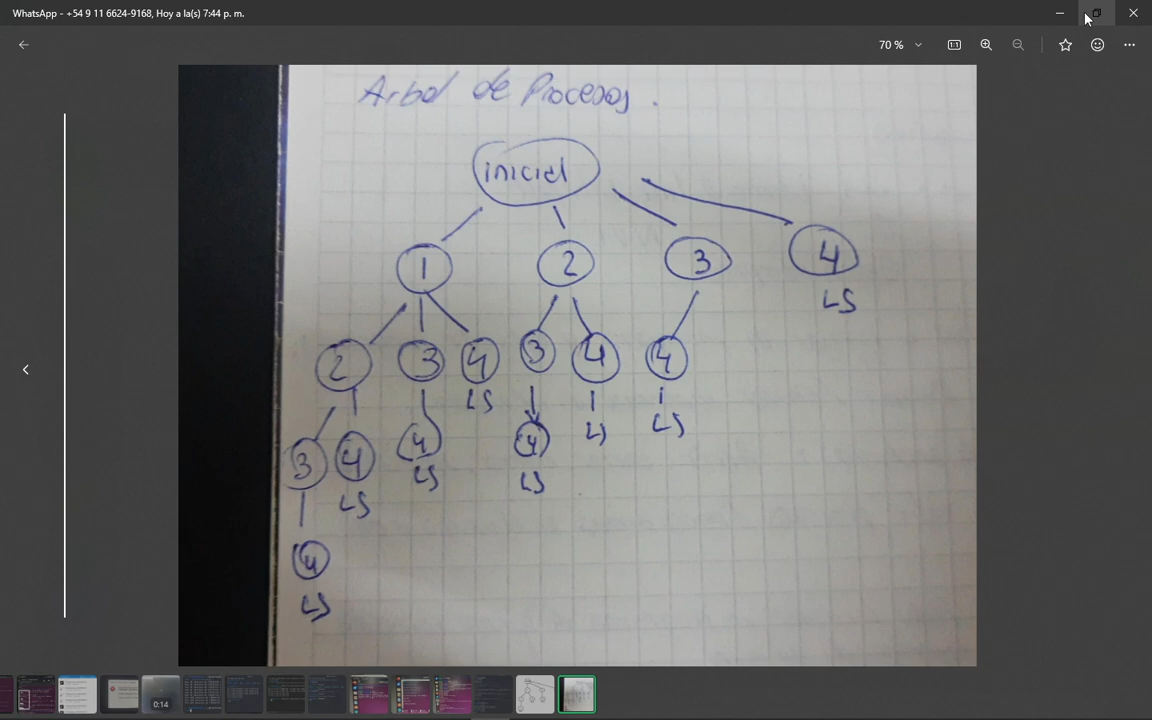 WhatsApp - +54 9 11 6624-9168, Hoy a la(s) 7:44 p. m.
70 %
1:1
Arbol de Procesos.
inicial
1 2 3 4
LS
2 3 4 3 4 4
LS LS LS
3 4 4 4
LS LS LS
4
LS
0:14